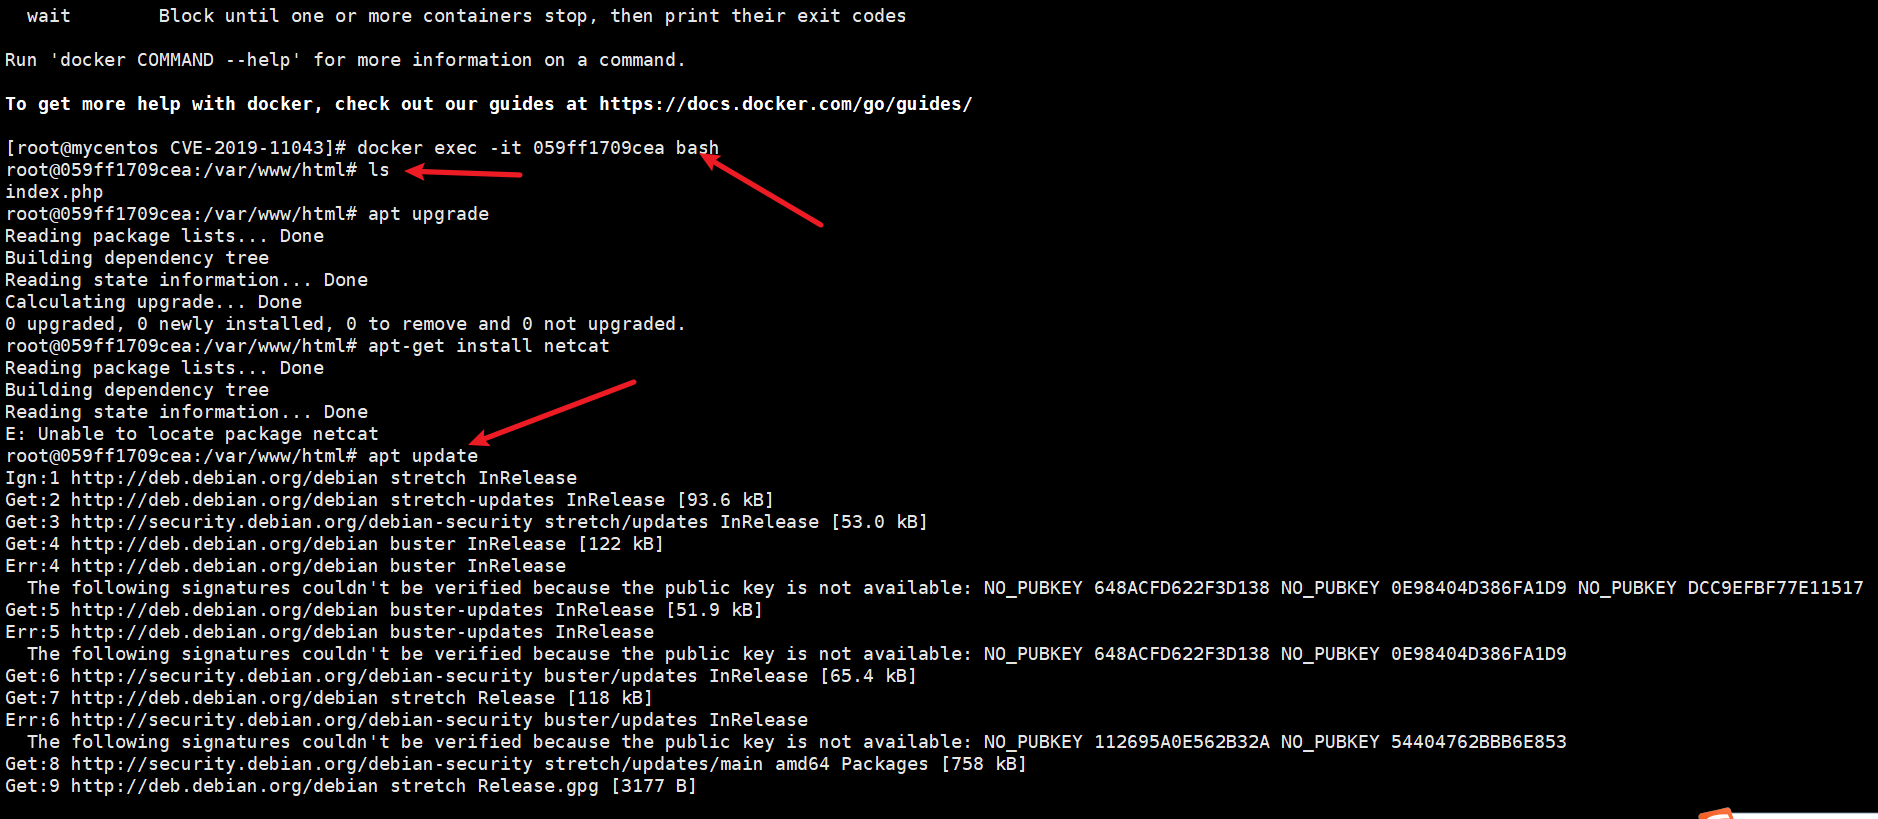 wait        Block until one or more containers stop, then print their exit codes
Run 'docker COMMAND --help' for more information on a command.
To get more help with docker, check out our guides at https://docs.docker.com/go/guides/
[root@mycentos CVE-2019-11043]# docker exec -it 059ff1709cea bash
root@059ff1709cea:/var/www/html# ls
index.php
root@059ff1709cea:/var/www/html# apt upgrade
Reading package lists... Done
Building dependency tree
Reading state information... Done
Calculating upgrade... Done
0 upgraded, 0 newly installed, 0 to remove and 0 not upgraded.
root@059ff1709cea:/var/www/html# apt-get install netcat
Reading package lists... Done
Building dependency tree
Reading state information... Done
E: Unable to locate package netcat
root@059ff1709cea:/var/www/html# apt update
Ign:1 http://deb.debian.org/debian stretch InRelease
Get:2 http://deb.debian.org/debian stretch-updates InRelease [93.6 kB]
Get:3 http://security.debian.org/debian-security stretch/updates InRelease [53.0 kB]
Get:4 http://deb.debian.org/debian buster InRelease [122 kB]
Err:4 http://deb.debian.org/debian buster InRelease
  The following signatures couldn't be verified because the public key is not available: NO_PUBKEY 648ACFD622F3D138 NO_PUBKEY 0E98404D386FA1D9 NO_PUBKEY DCC9EFBF77E11517
Get:5 http://deb.debian.org/debian buster-updates InRelease [51.9 kB]
Err:5 http://deb.debian.org/debian buster-updates InRelease
  The following signatures couldn't be verified because the public key is not available: NO_PUBKEY 648ACFD622F3D138 NO_PUBKEY 0E98404D386FA1D9
Get:6 http://security.debian.org/debian-security buster/updates InRelease [65.4 kB]
Get:7 http://deb.debian.org/debian stretch Release [118 kB]
Err:6 http://security.debian.org/debian-security buster/updates InRelease
  The following signatures couldn't be verified because the public key is not available: NO_PUBKEY 112695A0E562B32A NO_PUBKEY 54404762BBB6E853
Get:8 http://security.debian.org/debian-security stretch/updates/main amd64 Packages [758 kB]
Get:9 http://deb.debian.org/debian stretch Release.gpg [3177 B]